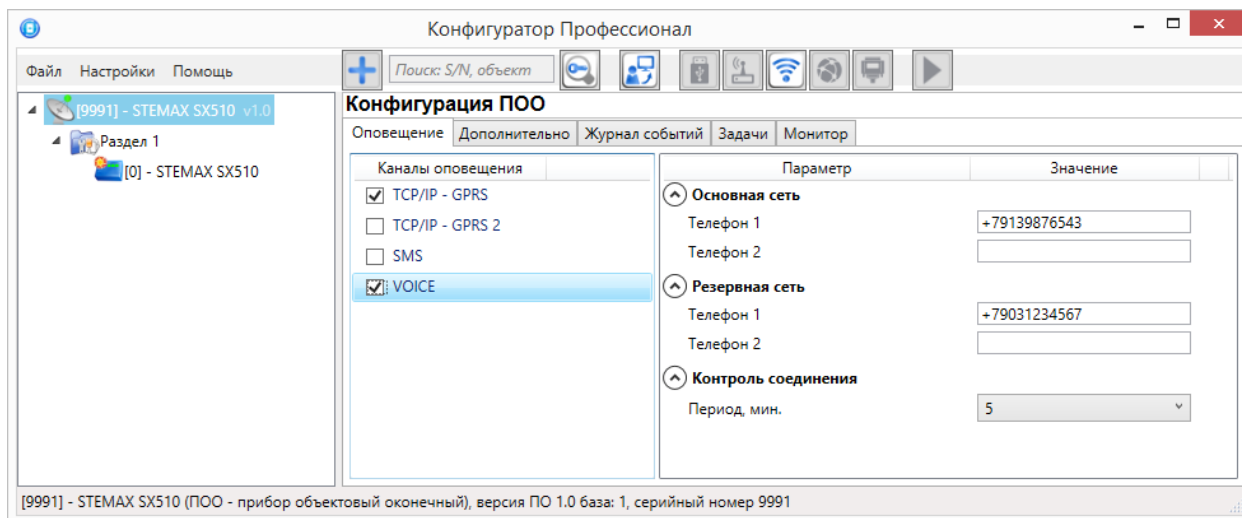 Конфигуратор Профессионал
Файл Настройки Помощь
Поиск: S/N, объект
[9991] - STEMAX SX510 v1.0
Раздел 1
[0] - STEMAX SX510
Конфигурация ПОО
Оповещение Дополнительно Журнал событий Задачи Монитор
Каналы оповещения
TCP/IP - GPRS
TCP/IP - GPRS 2
SMS
VOICE
Параметр Значение
Основная сеть
Телефон 1 +79139876543
Телефон 2
Резервная сеть
Телефон 1 +79031234567
Телефон 2
Контроль соединения
Период, мин. 5
[9991] - STEMAX SX510 (ПОО - прибор объектовый оконечный), версия ПО 1.0 база: 1, серийный номер 9991